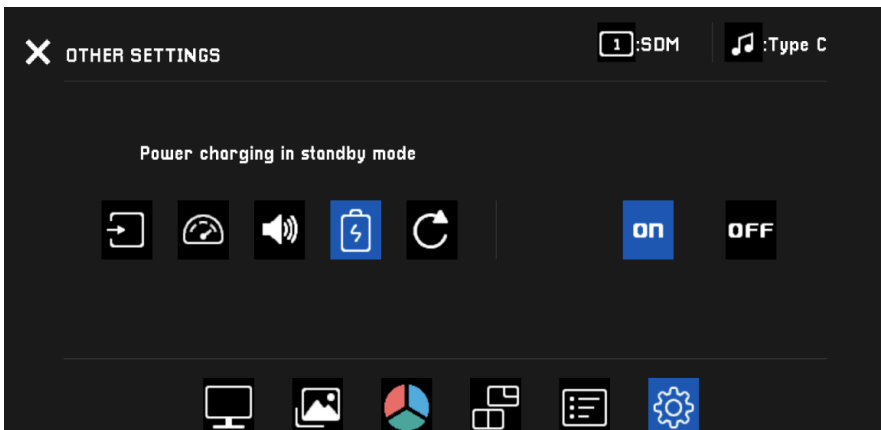 OTHER SETTINGS
1:SDM
:Type C
Power charging in standby mode
on
OFF